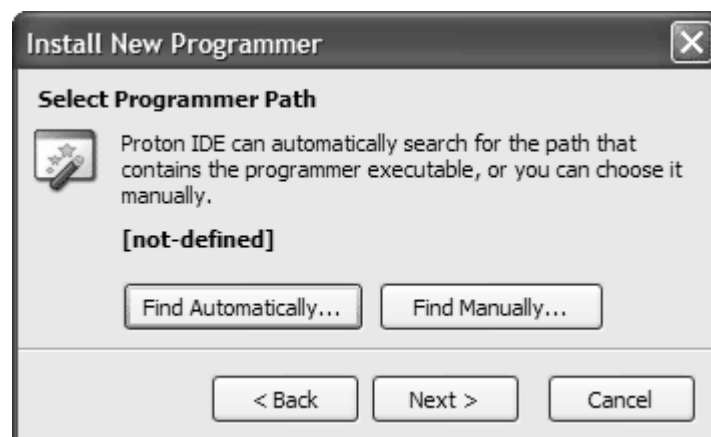 Install New Programmer
Select Programmer Path
Proton IDE can automatically search for the path that
contains the programmer executable, or you can choose it
manually.
[not-defined]
Find Automatically...
Find Manually...
< Back
Next >
Cancel